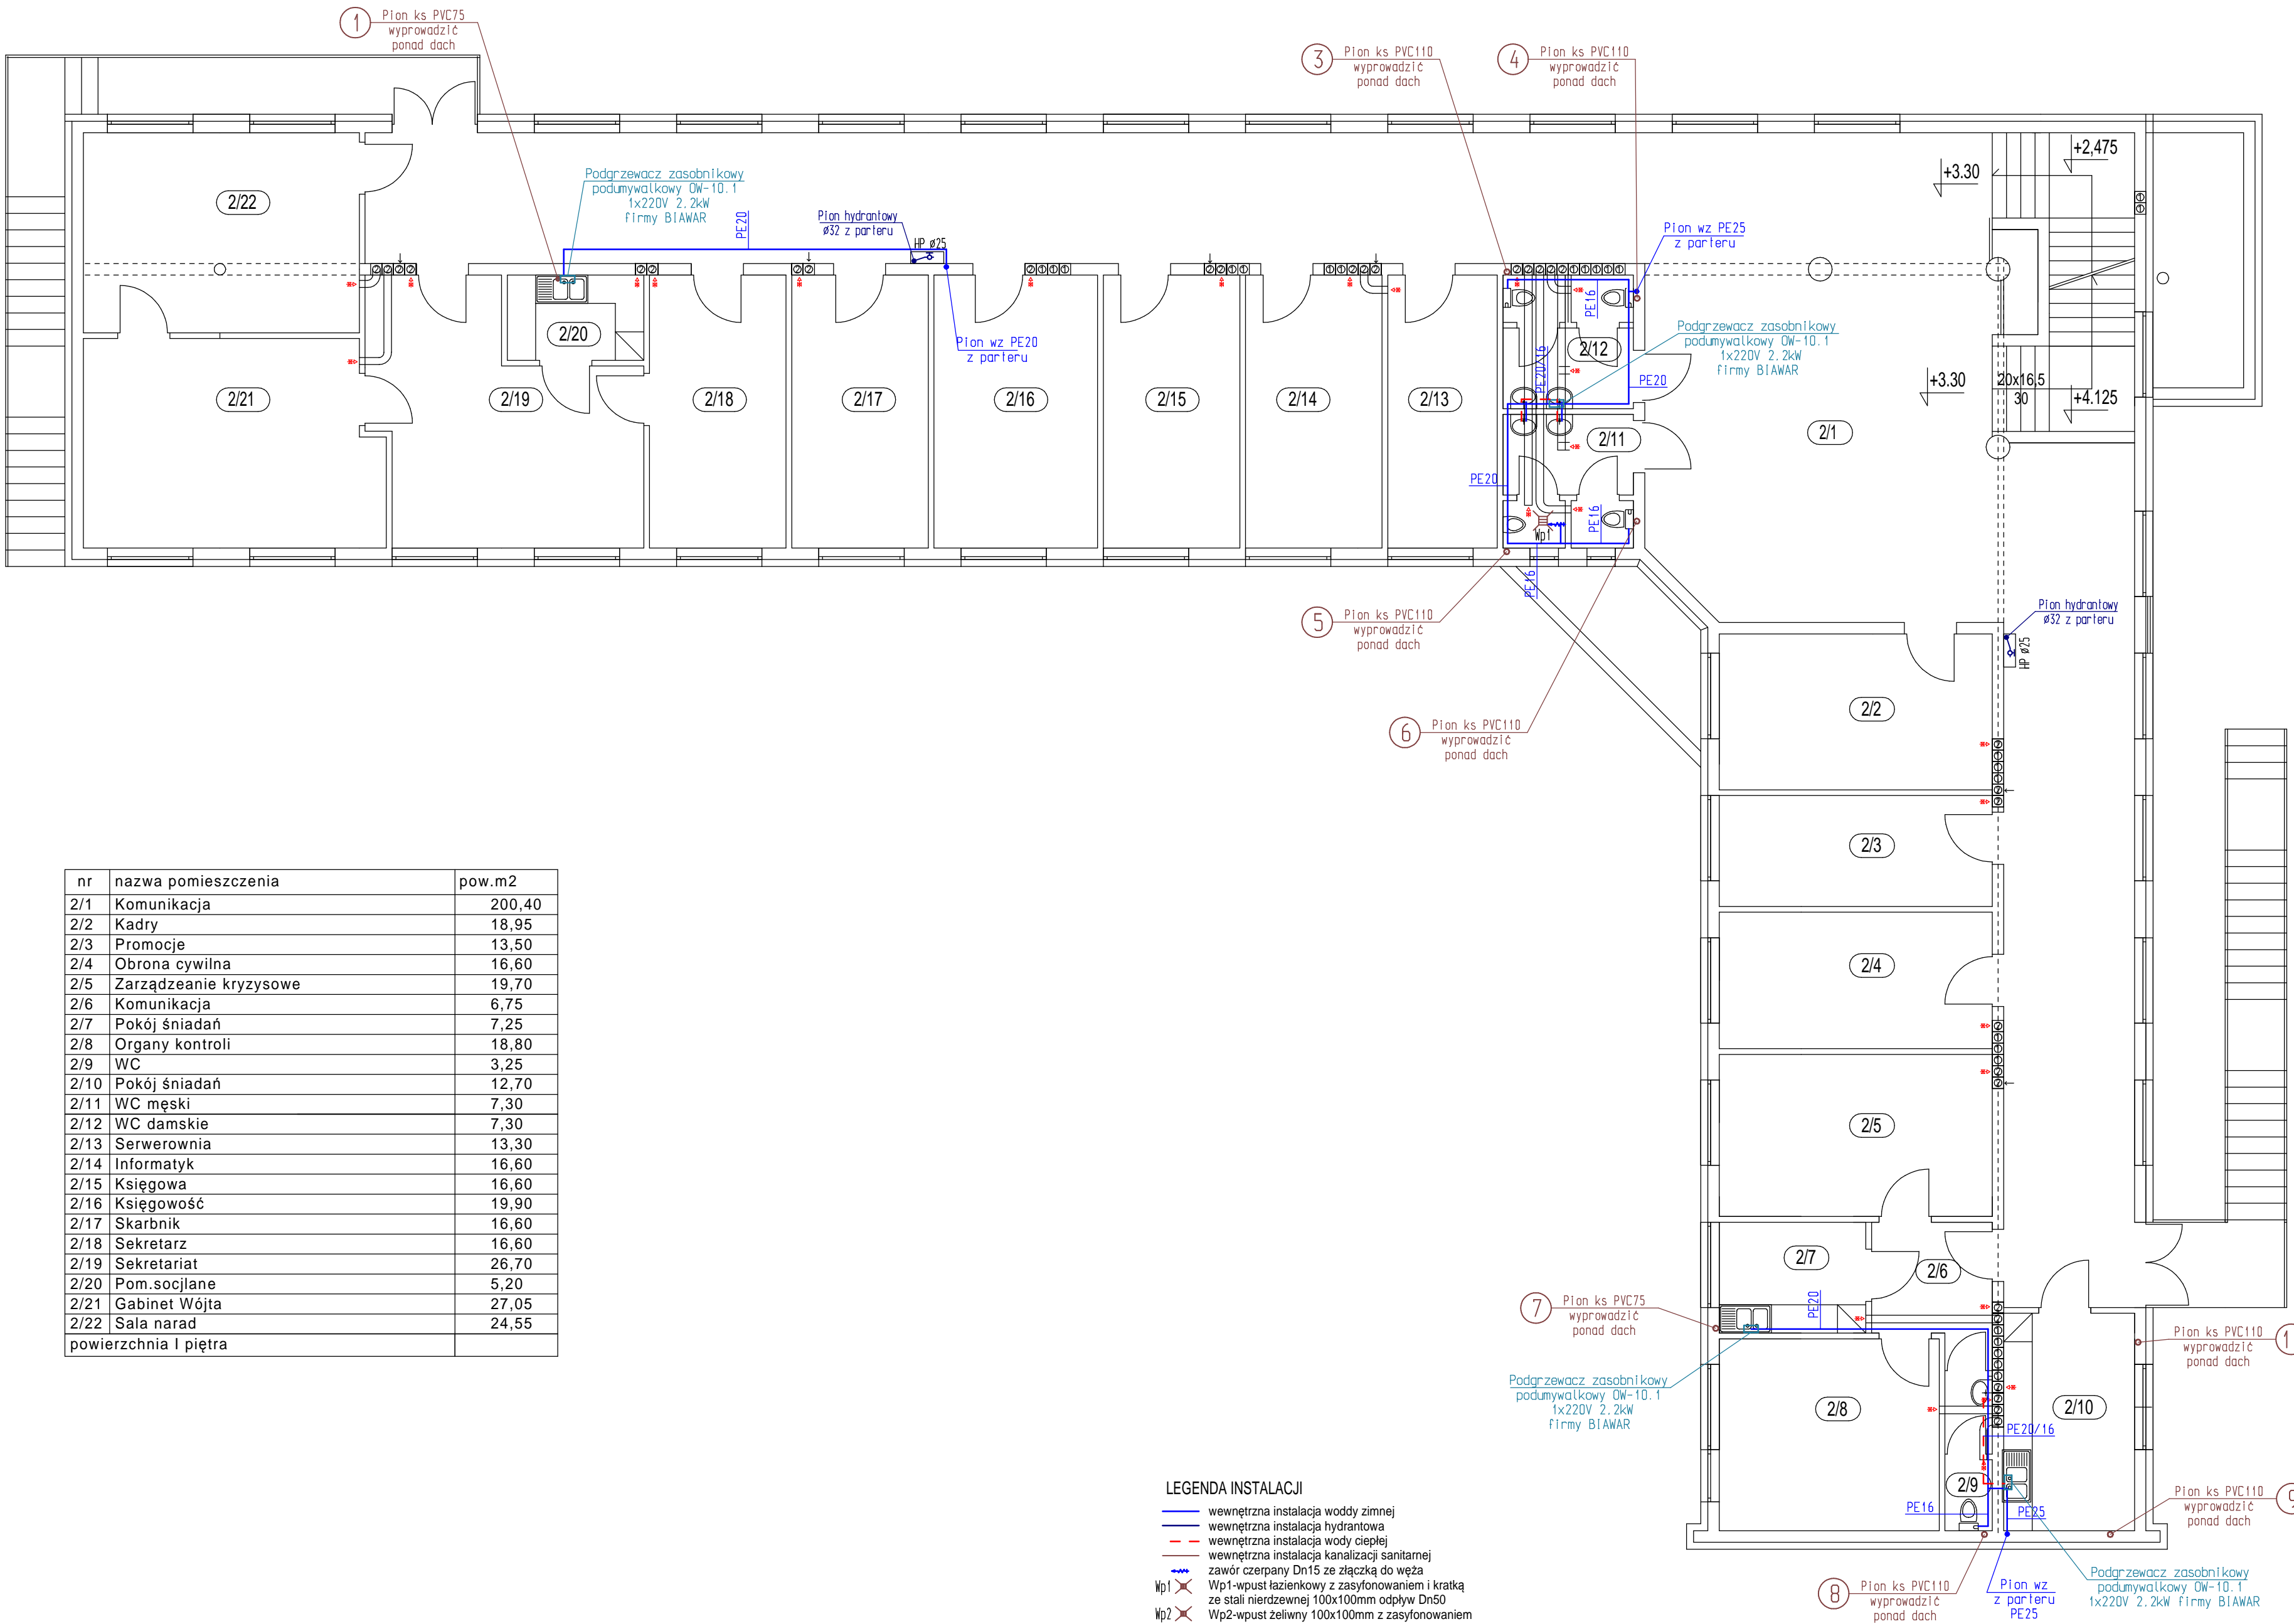 1
Pion ks PVC75
wyprowadzić
ponad dach
3
Pion ks PVC110
wyprowadzić
ponad dach
4
Pion ks PVC110
wyprowadzić
ponad dach
+2,475
+3.30
Podgrzewacz zasobnikowy
podumywalkowy OW-10.1
1x220V 2.2kW
firmy BIAWAR
PE20
Pion hydrantowy
ø32 z parteru
HP ø25
Pion wz PE25
z parteru
2/22
PE16
Podgrzewacz zasobnikowy
podumywalkowy OW-10.1
1x220V 2.2kW
firmy BIAWAR
2/20
Pion wz PE20
z parteru
2/12
PE20/16
PE20
+3.30
20x16,5
30
+4.125
2/21
2/19
2/18
2/17
2/16
2/15
2/14
2/13
2/11
2/1
PE20
PE16
Wp1
PE16
5
Pion ks PVC110
wyprowadzić
ponad dach
Pion hydrantowy
ø32 z parteru
HP ø25
6
Pion ks PVC110
wyprowadzić
ponad dach
2/2
2/3
2/4
2/5
2/7
2/6
7
Pion ks PVC75
wyprowadzić
ponad dach
PE20
Pion ks PVC110
wyprowadzić
ponad dach
1
Podgrzewacz zasobnikowy
podumywalkowy OW-10.1
1x220V 2.2kW
firmy BIAWAR
2/8
2/10
PE20/16
2/9
PE16
PE25
Pion ks PVC110
wyprowadzić
ponad dach
9
8
Pion ks PVC110
wyprowadzić
ponad dach
Pion wz
z parteru
PE25
Podgrzewacz zasobnikowy
podumywalkowy OW-10.1
1x220V 2.2kW firmy BIAWAR
nr nazwa pomieszczenia pow.m2
2/1 Komunikacja 200,40
2/2 Kadry 18,95
2/3 Promocje 13,50
2/4 Obrona cywilna 16,60
2/5 Zarządzeanie kryzysowe 19,70
2/6 Komunikacja 6,75
2/7 Pokój śniadań 7,25
2/8 Organy kontroli 18,80
2/9 WC 3,25
2/10 Pokój śniadań 12,70
2/11 WC męski 7,30
2/12 WC damskie 7,30
2/13 Serwerownia 13,30
2/14 Informatyk 16,60
2/15 Księgowa 16,60
2/16 Księgowość 19,90
2/17 Skarbnik 16,60
2/18 Sekretarz 16,60
2/19 Sekretariat 26,70
2/20 Pom.socjlane 5,20
2/21 Gabinet Wójta 27,05
2/22 Sala narad 24,55
powierzchnia I piętra
LEGENDA INSTALACJI
wewnętrzna instalacja woddy zimnej
wewnętrzna instalacja hydrantowa
wewnętrzna instalacja wody ciepłej
wewnętrzna instalacja kanalizacji sanitarnej
zawór czerpany Dn15 ze złączką do węża
Wp1 Wp1-wpust łazienkowy z zasyfonowaniem i kratką
ze stali nierdzewnej 100x100mm odpływ Dn50
Wp2 Wp2-wpust żeliwny 100x100mm z zasyfonowaniem